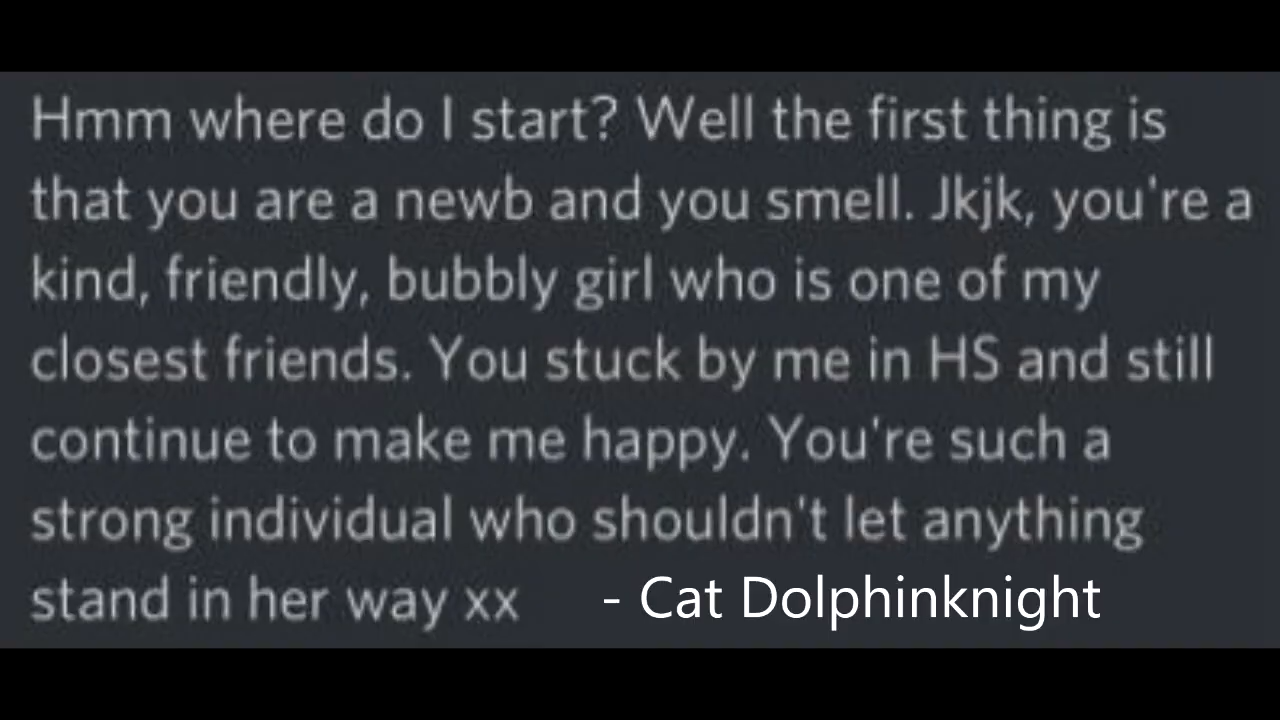 Hmm where do I start? Well the first thing is
that you are a newb and you smell. Jkjk, you're a
kind, friendly, bubbly girl who is one of my
closest friends. You stuck by me in HS and still
continue to make me happy. You're such a
strong individual who shouldn't let anything
stand in her way xx - Cat Dolphinknight